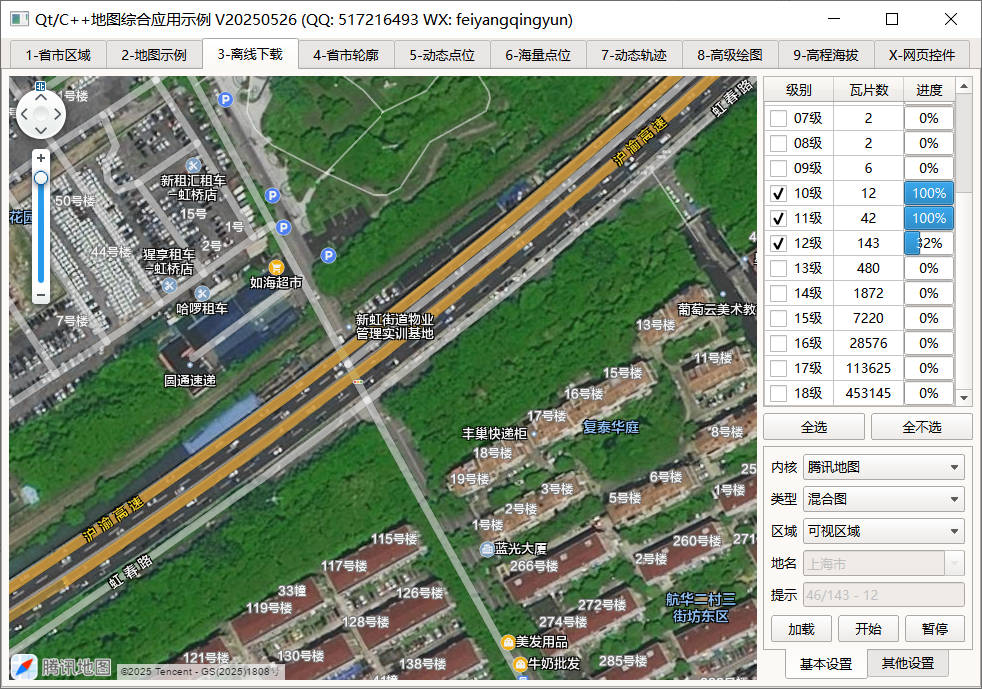 Qt/C++地图综合应用示例 V20250526 (QQ: 517216493 WX: feiyangqingyun)
1-省市区域
2-地图示例
3-离线下载
4-省市轮廓
5-动态点位
6-海量点位
7-动态轨迹
8-高级绘图
9-高程海拔
X-网页控件
1号楼
P
虹春路
沪渝高速
新租汇租车
–虹桥店
15号
50号楼
花园
1号
2号
44号楼
猩享租车
–虹桥店
如海超市
哈啰租车
7号楼
新虹街道物业
管理实训基地
圆通速递
葡萄云美术教
13号楼
11号楼
15号楼
16号楼
17号楼
复泰华庭
8号楼
丰巢快递柜
18号楼
19号楼
3号楼
6号楼
5号楼
1号楼
25
2号楼
1号楼
蓝光大厦
266号楼
260号楼
271
2号楼
沪渝高速
虹春路
115号楼
117号楼
33幢
119号楼
126号楼
128号楼
272号楼
274号楼
航华二村三
街坊东区
美发用品
牛奶批发
285号楼
121号楼
130号楼
138号楼
腾讯地图
©2025 Tencent - GS(2025)1808号
级别 瓦片数 进度
07级 2 0%
08级 2 0%
09级 6 0%
10级 12 100%
11级 42 100%
12级 143 32%
13级 480 0%
14级 1872 0%
15级 7220 0%
16级 28576 0%
17级 113625 0%
18级 453145 0%
全选 全不选
内核 腾讯地图
类型 混合图
区域 可视区域
地名 上海市
提示 46/143 - 12
加载 开始 暂停
基本设置 其他设置